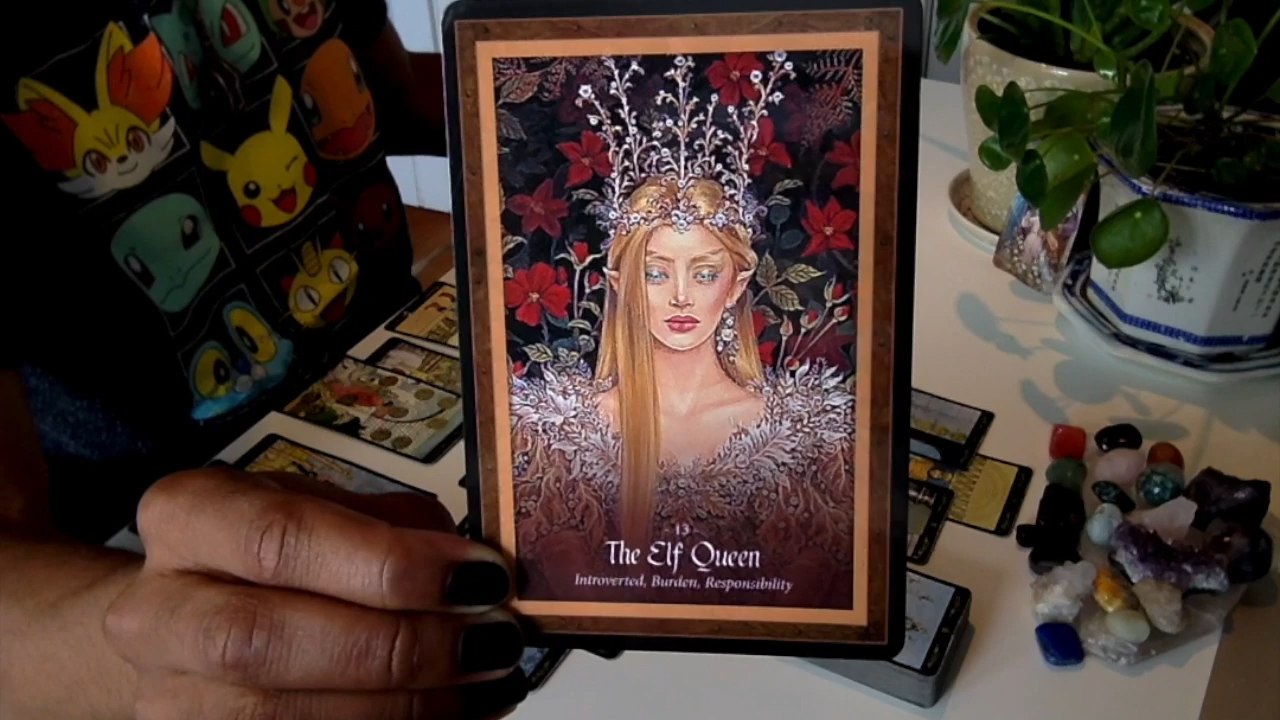 13
The Elf Queen
Introverted, Burden, Responsibility